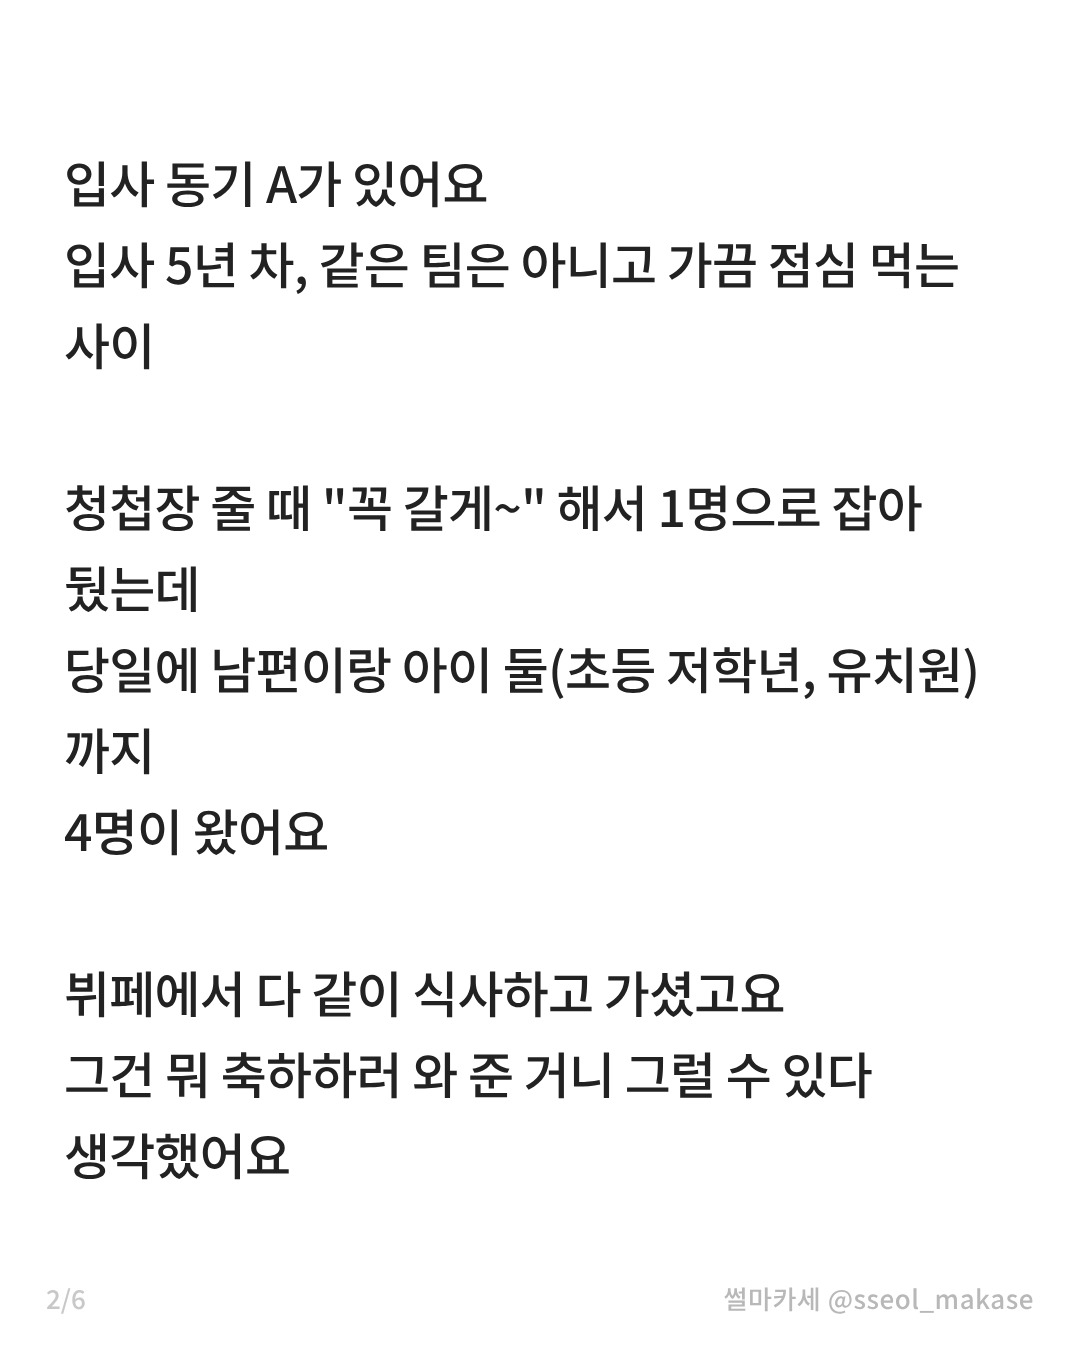 입사 동기 A가 있어요
입사 5년 차, 같은 팀은 아니고 가끔 점심 먹는
사이
청첩장 줄 때 "꼭 갈게~" 해서 1명으로 잡아
뒀는데
당일에 남편이랑 아이 둘(초등 저학년, 유치원)
까지
4명이 왔어요
뷔페에서 다 같이 식사하고 가셨고요
그건 뭐 축하하러 와 준 거니 그럴 수 있다
생각했어요
2/6
썰마카세 @sseol_makase